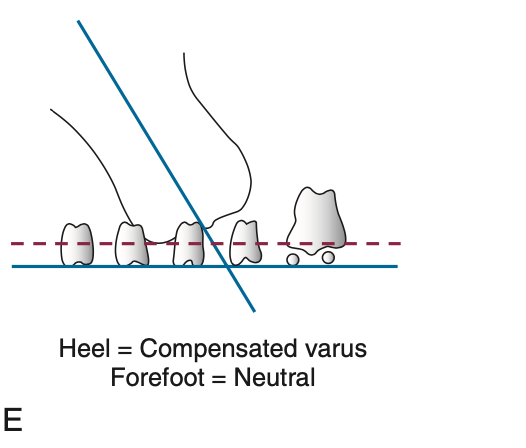 Heel = Compensated varus
Forefoot = Neutral
E